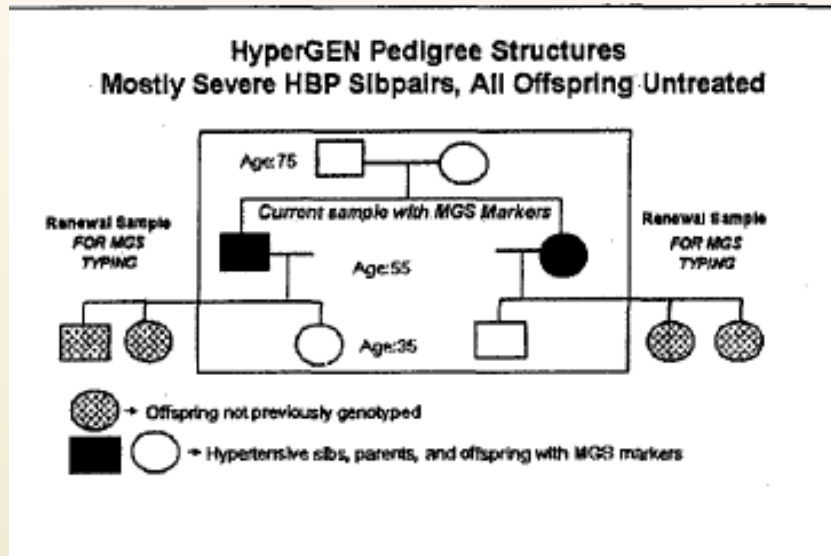 HyperGEN Pedigree Structures
Mostly Severe HBP Sibpairs, All Offspring Untreated
Age:75
Current sample with MGS Markers
Renewal Sample
FOR MGS
TYPING
Renewal Sample
FOR MGS
TYPING
Age:55
Age:35
→ Offspring not previously genotyped
→ Hypertensive sibs, parents, and offspring with MGS markers